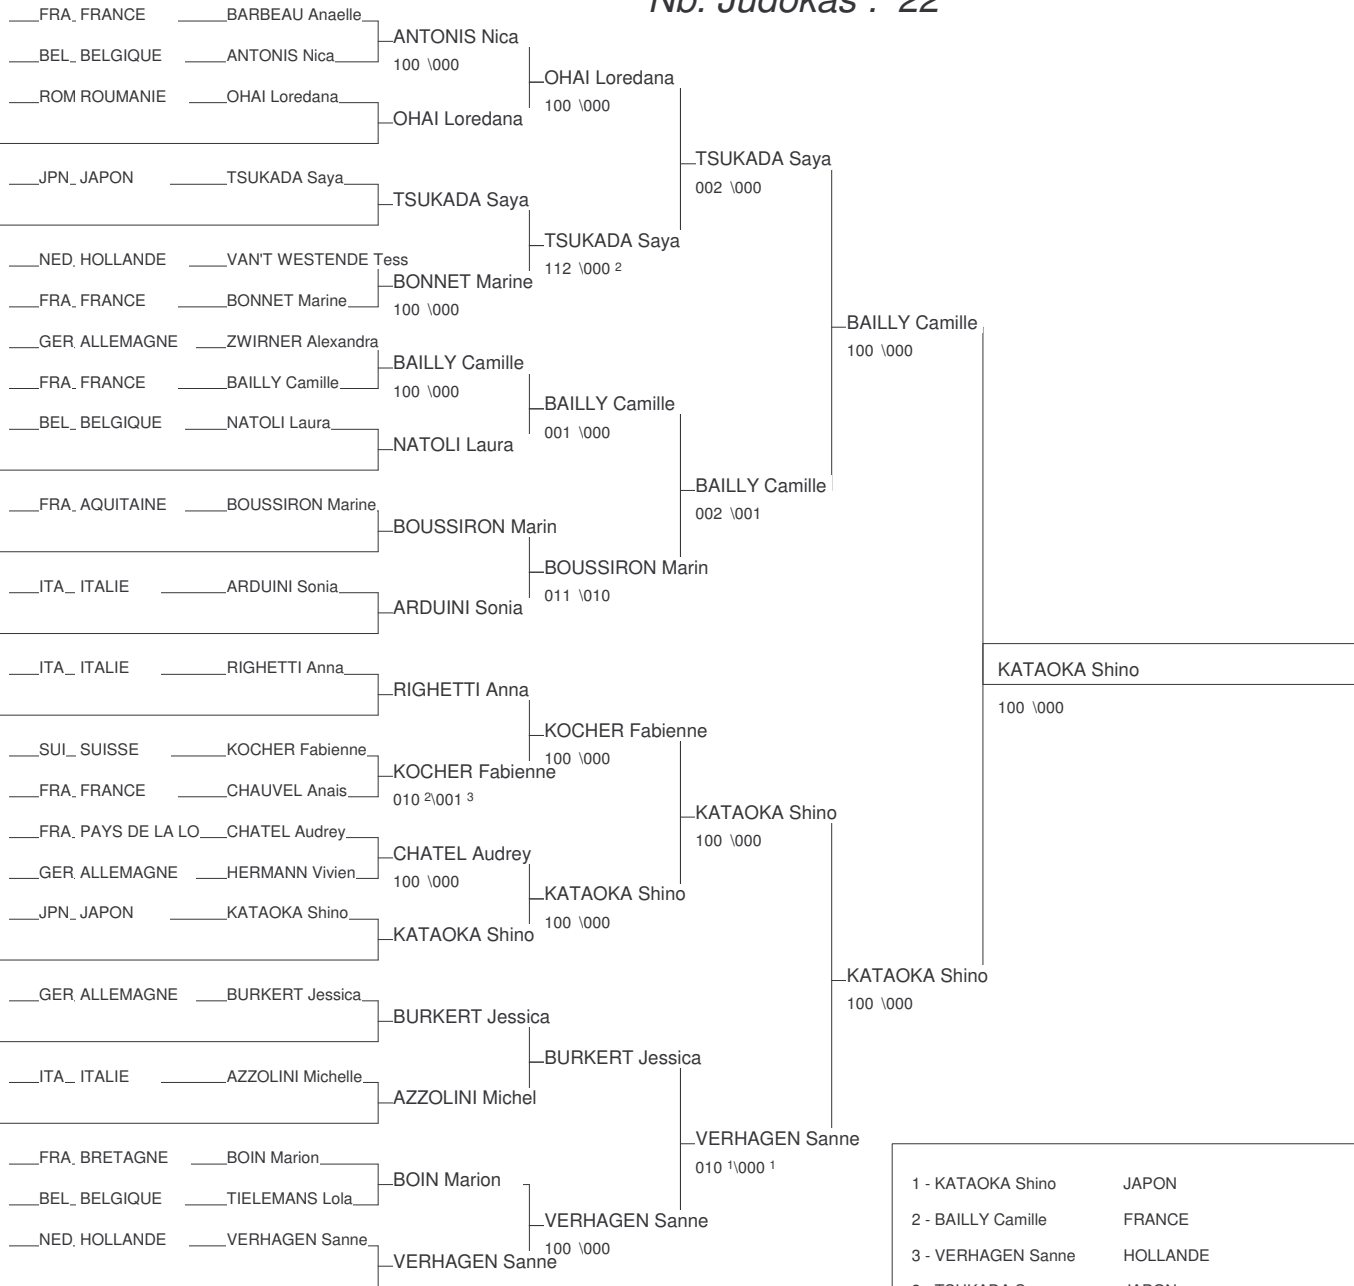 Nb. Judokas : 22
FRA FRANCE BARBEAU Anaelle
ANTONIS Nica
100 \000
BEL BELGIQUE ANTONIS Nica
OHAI Loredana
100 \000
ROM ROUMANIE OHAI Loredana
OHAI Loredana
TSUKADA Saya
002 \000
JPN JAPON TSUKADA Saya
TSUKADA Saya
TSUKADA Saya
112 \000 2
NED HOLLANDE VAN'T WESTENDE Tess
BONNET Marine
100 \000
FRA FRANCE BONNET Marine
BAILLY Camille
100 \000
GER ALLEMAGNE ZWIRNER Alexandra
BAILLY Camille
100 \000
FRA FRANCE BAILLY Camille
BAILLY Camille
001 \000
BEL BELGIQUE NATOLI Laura
NATOLI Laura
BAILLY Camille
002 \001
FRA AQUITAINE BOUSSIRON Marine
BOUSSIRON Marin
BOUSSIRON Marin
011 \010
ITA ITALIE ARDUINI Sonia
ARDUINI Sonia
KATAOKA Shino
100 \000
ITA ITALIE RIGHETTI Anna
RIGHETTI Anna
KOCHER Fabienne
100 \000
SUI SUISSE KOCHER Fabienne
KOCHER Fabienne
010 2\001 3
FRA FRANCE CHAUVEL Anais
KATAOKA Shino
100 \000
FRA PAYS DE LA LO CHATEL Audrey
CHATEL Audrey
100 \000
GER ALLEMAGNE HERMANN Vivien
KATAOKA Shino
100 \000
JPN JAPON KATAOKA Shino
KATAOKA Shino
KATAOKA Shino
100 \000
GER ALLEMAGNE BURKERT Jessica
BURKERT Jessica
BURKERT Jessica
ITA ITALIE AZZOLINI Michelle
AZZOLINI Michel
VERHAGEN Sanne
010 1\000 1
FRA BRETAGNE BOIN Marion
BOIN Marion
BEL BELGIQUE TIELEMANS Lola
VERHAGEN Sanne
100 \000
NED HOLLANDE VERHAGEN Sanne
VERHAGEN Sanne
1 - KATAOKA Shino JAPON
2 - BAILLY Camille FRANCE
3 - VERHAGEN Sanne HOLLANDE